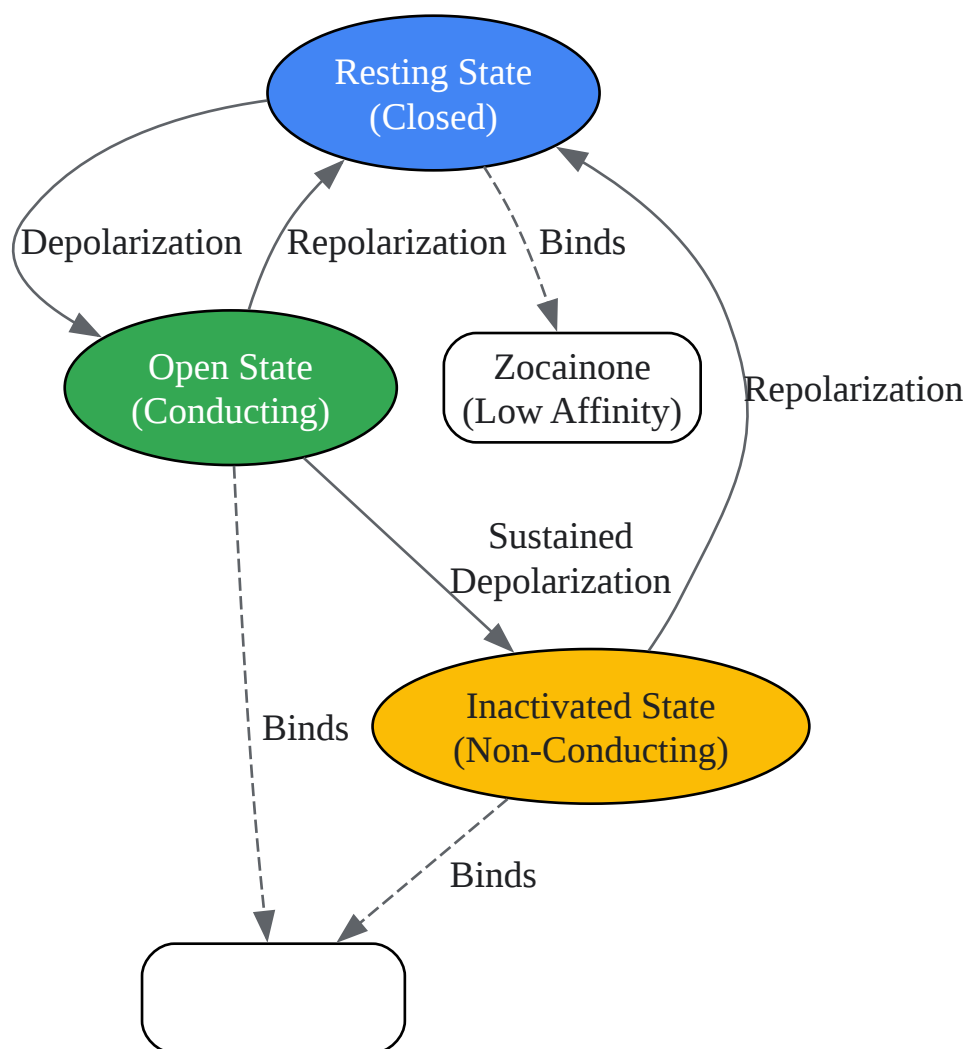 Resting State
(Closed)
Depolarization
Repolarization
Binds
Open State
(Conducting)
Zocainone
(Low Affinity)
Repolarization
Sustained
Depolarization
Inactivated State
(Non-Conducting)
Binds
Binds